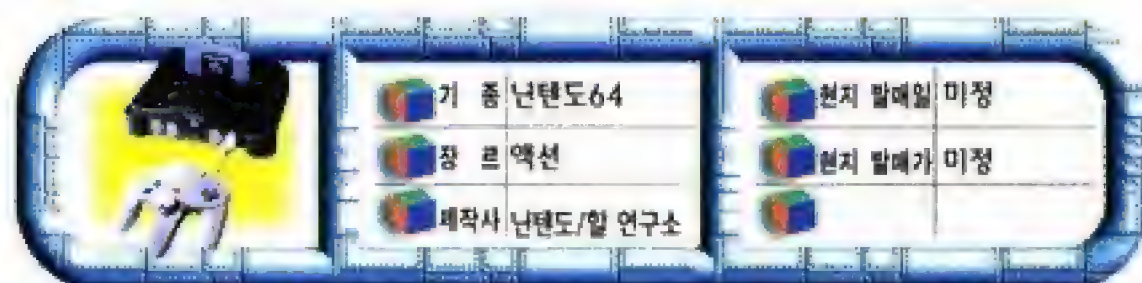 기 종 닌텐도64
장 르 액션
제작사 닌텐도/할 연구소
현지 발매일 미정
현지 발매가 미정